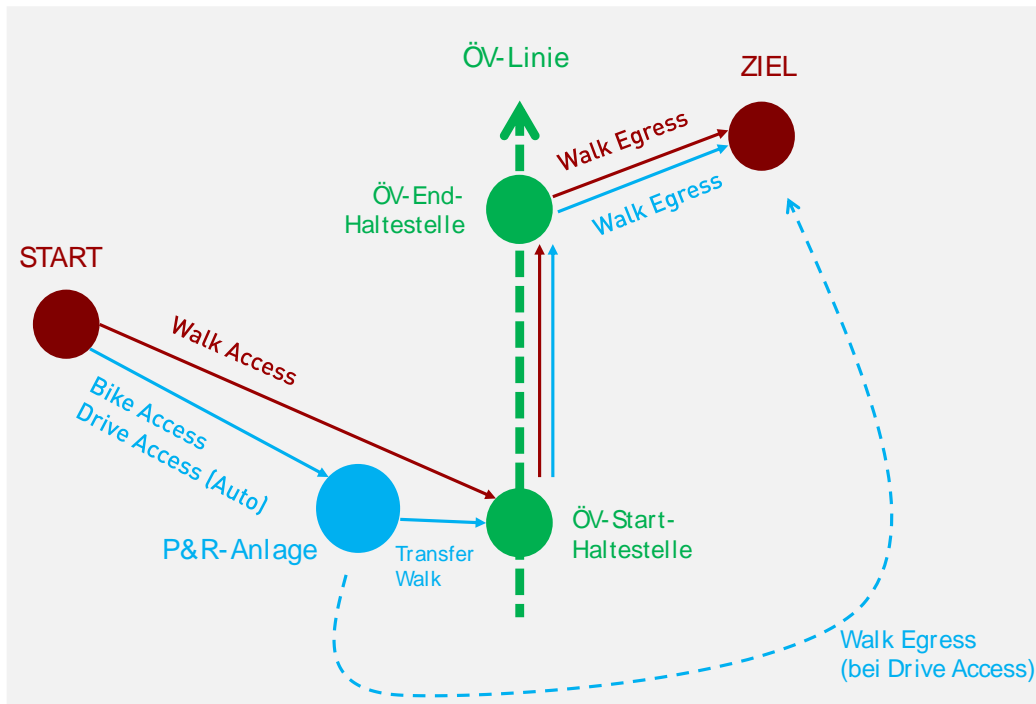 ÖV-Linie
ZIEL
Walk Egress
Walk Egress
ÖV-End-
Haltestelle
START
Walk Access
Bike Access
Drive Access (Auto)
ÖV-Start-
Haltestelle
P&R-Anlage
Transfer
Walk
Walk Egress
(bei Drive Access)